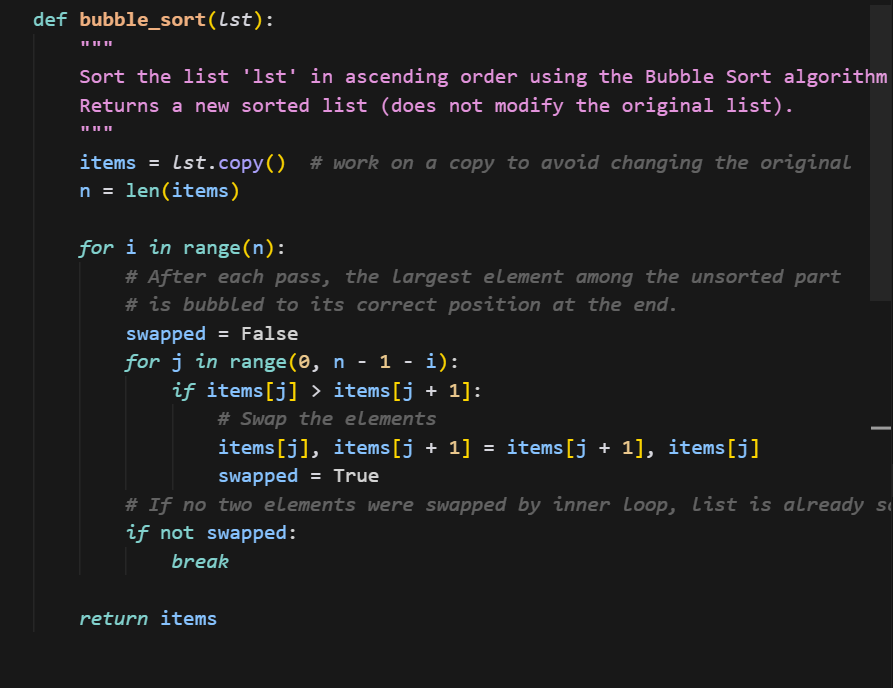 def bubble_sort(lst):
    """
    Sort the list 'lst' in ascending order using the Bubble Sort algorithm
    Returns a new sorted list (does not modify the original list).
    """
    items = lst.copy()  # work on a copy to avoid changing the original
    n = len(items)
    for i in range(n):
        # After each pass, the largest element among the unsorted part
        # is bubbled to its correct position at the end.
        swapped = False
        for j in range(0, n - 1 - i):
            if items[j] > items[j + 1]:
                # Swap the elements
                items[j], items[j + 1] = items[j + 1], items[j]
                swapped = True
        # If no two elements were swapped by inner loop, list is already
        if not swapped:
            break
    return items